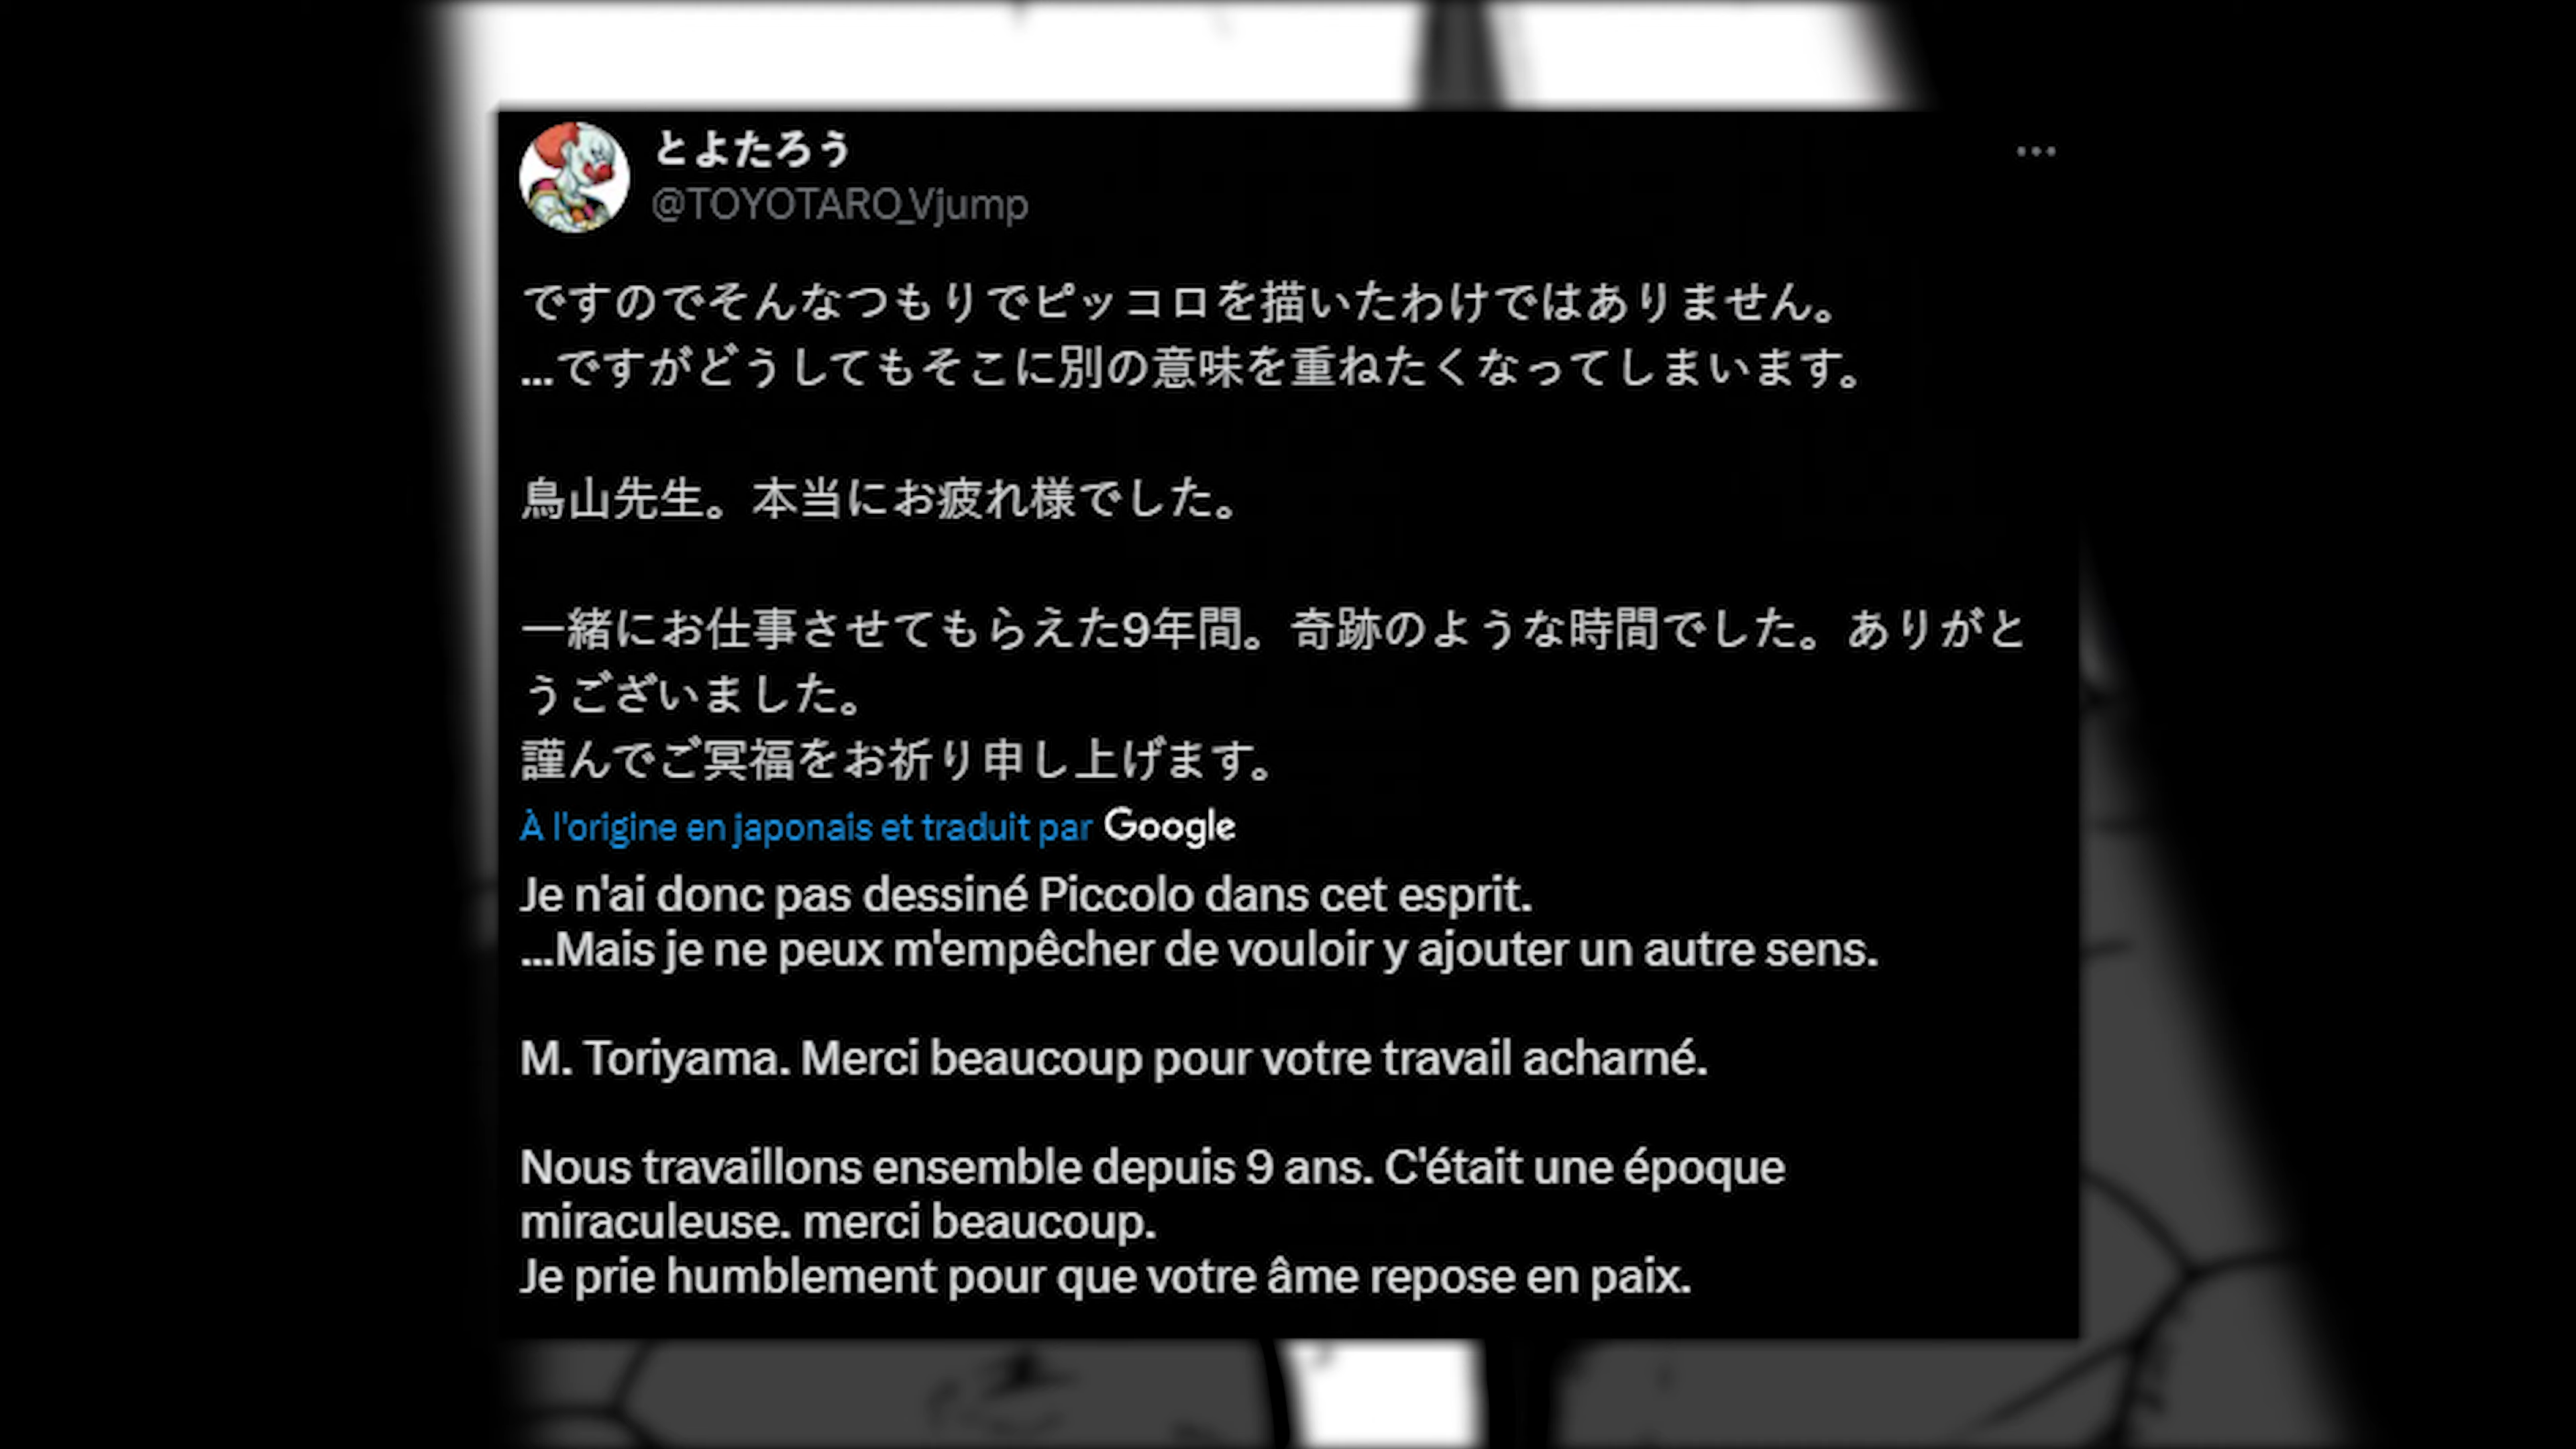 とよたろう
@TOYOTARO_Vjump
ですのでそんなつもりでピッコロを描いたわけではありません。
...ですがどうしてもそこに別の意味を重ねたくなってしまいます。
鳥山先生。本当にお疲れ様でした。
一緒にお仕事させてもらえた9年間。奇跡のような時間でした。ありがと
うございました。
謹んでご冥福をお祈り申し上げます。
À l'origine en japonais et traduit par Google
Je n'ai donc pas dessiné Piccolo dans cet esprit.
...Mais je ne peux m'empêcher de vouloir y ajouter un autre sens.
M. Toriyama. Merci beaucoup pour votre travail acharné.
Nous travaillons ensemble depuis 9 ans. C'était une époque
miraculeuse. merci beaucoup.
Je prie humblement pour que votre âme repose en paix.